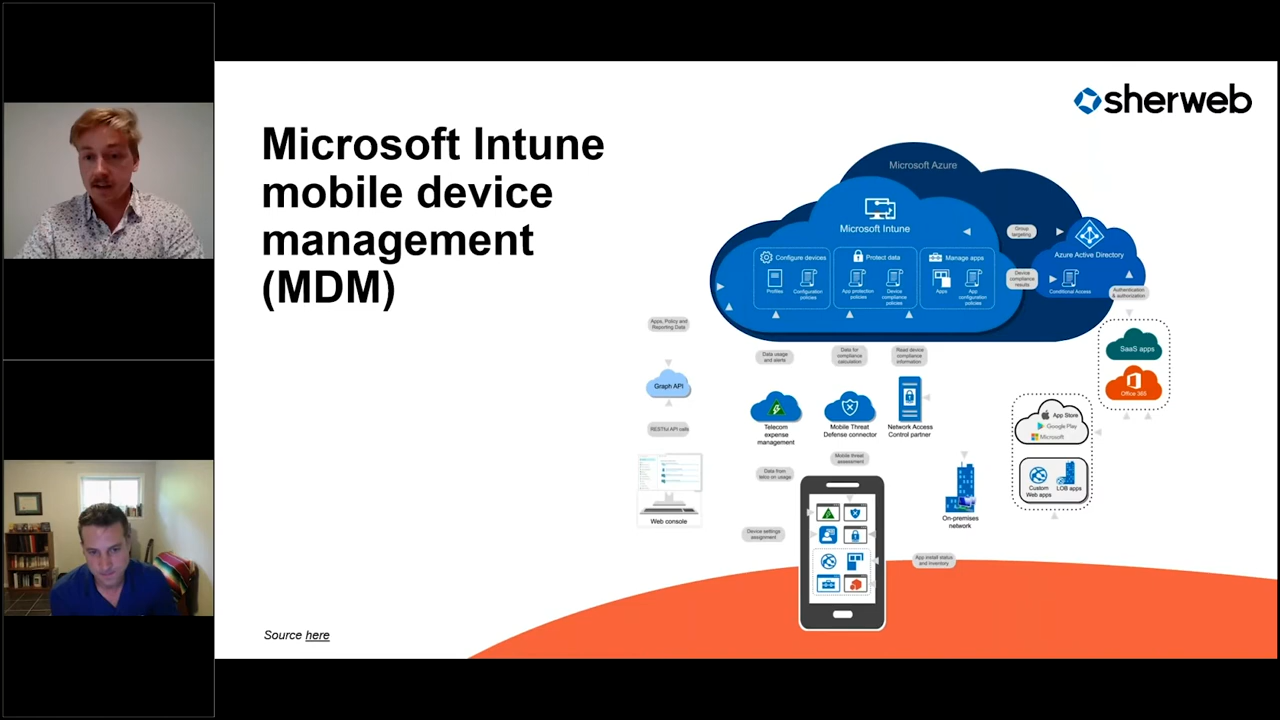 sherweb
Microsoft Intune
mobile device
management
(MDM)
Microsoft Azure
Microsoft Intune
Group
targeting
Azure Active Directory
Configure devices
Protect data
Manage apps
Profiles
Configuration
policies
App protection
policies
Device
compliance
policies
Apps
App
configuration
policies
Device
compliance
results
Conditional Access
Authentication
& authorization
Apps, Policy and
Reporting Data
Data usage
and alerts
Data for
compliance
calculation
Read device
compliance
information
SaaS apps
Office 365
Graph API
RESTful API calls
Telecom
expense
management
Mobile Threat
Defense connector
Network Access
Control partner
App Store
Google Play
Microsoft
Mobile threat
assessment
Data from
telco on usage
Custom
Web apps
LOB apps
Web console
On-premises
network
Device settings
assignment
App install status
and inventory
Source here